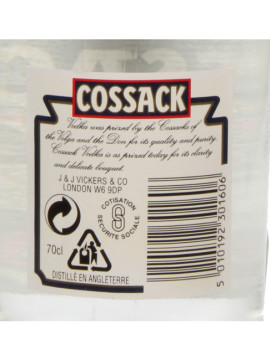 COSSACK
Vodka was prized by the Cossacks of
the Volga and the Don for its quality and purity.
Cossack Vodka is as prized today for its clarity
and delicate bouquet.
J & J VICKERS & CO
LONDON W6 9DP
COTISATION
SECURITE SOCIALE
70cl
DISTILLÉ EN ANGLETERRE
5 010192 301606